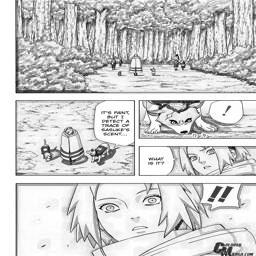 IT'S FAINT,
BUT I
DETECT A
TRACE OF
SASUKE'S
SCENT...
!
WHAT
IS IT?
!!